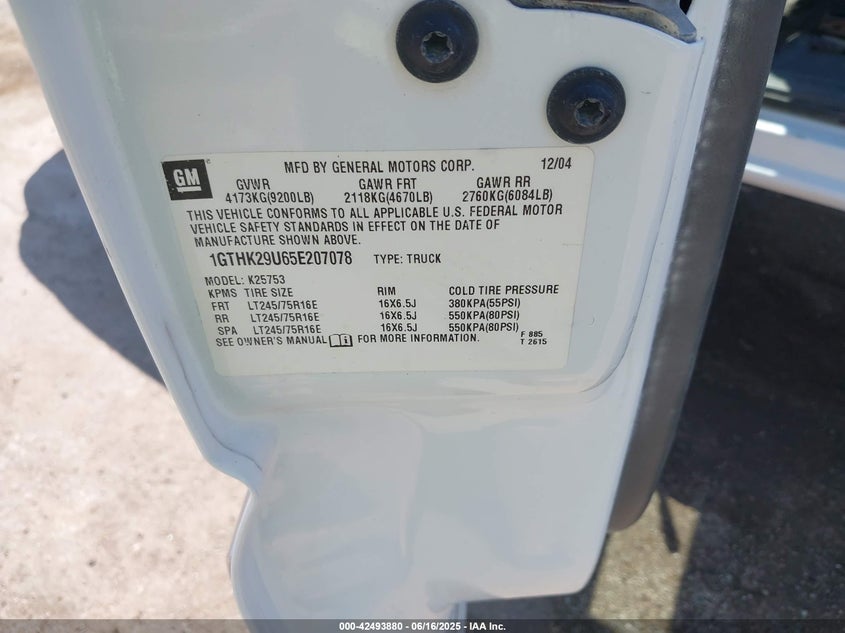 GM MFD BY GENERAL MOTORS CORP. 12/04
GVWR GAWR FRT GAWR RR
4173KG(9200LB) 2118KG(4670LB) 2760KG(6084LB)
THIS VEHICLE CONFORMS TO ALL APPLICABLE U.S. FEDERAL MOTOR
VEHICLE SAFETY STANDARDS IN EFFECT ON THE DATE OF
MANUFACTURE SHOWN ABOVE.
1GTHK29U65E207078 TYPE: TRUCK
MODEL: K25753
KPMS TIRE SIZE RIM COLD TIRE PRESSURE
FRT LT245/75R16E 16X6.5J 380KPA(55PSI)
RR LT245/75R16E 16X6.5J 550KPA(80PSI)
SPA LT245/75R16E 16X6.5J 550KPA(80PSI)
SEE OWNER'S MANUAL FOR MORE INFORMATION.
F 885
T 2615
000-42493880 - 06/16/2025 - IAA, Inc.